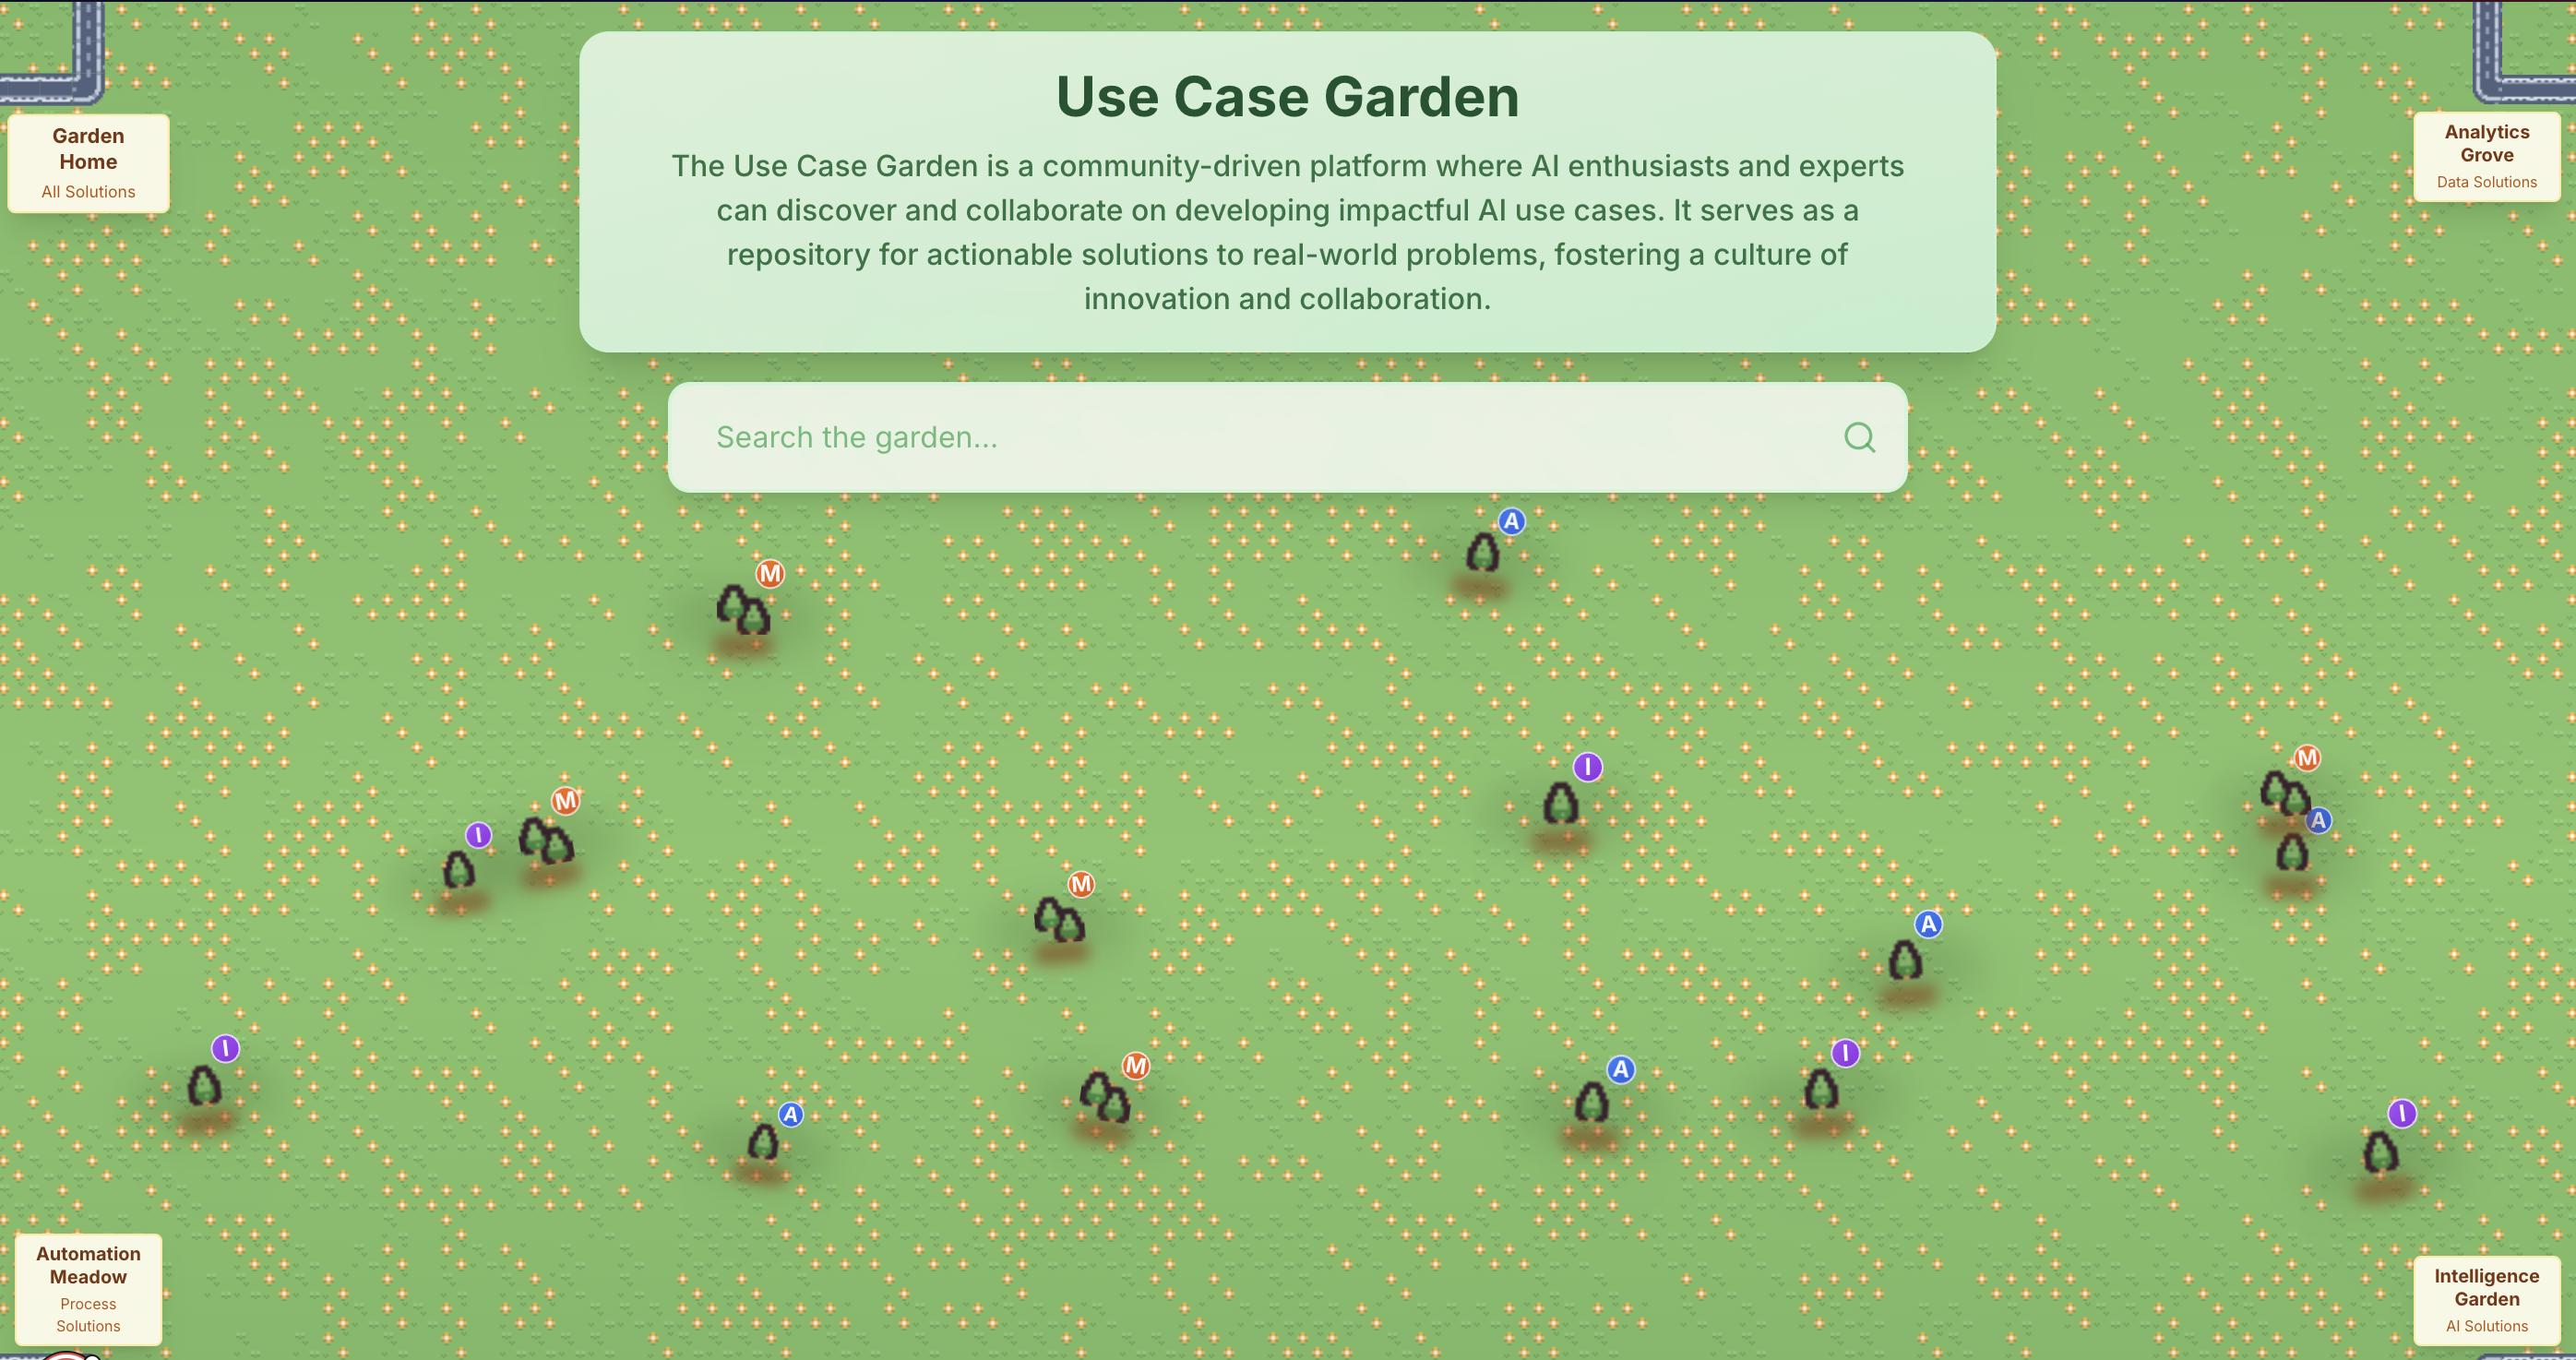 Use Case Garden
The Use Case Garden is a community-driven platform where AI enthusiasts and experts
can discover and collaborate on developing impactful AI use cases. It serves as a
repository for actionable solutions to real-world problems, fostering a culture of
innovation and collaboration.
Garden
Home
All Solutions
Analytics
Grove
Data Solutions
Search the garden...
A
M
I
M
M
A
I
M
I
M
A
I
A
M
A
I
I
A
Automation
Meadow
Process
Solutions
Intelligence
Garden
AI Solutions